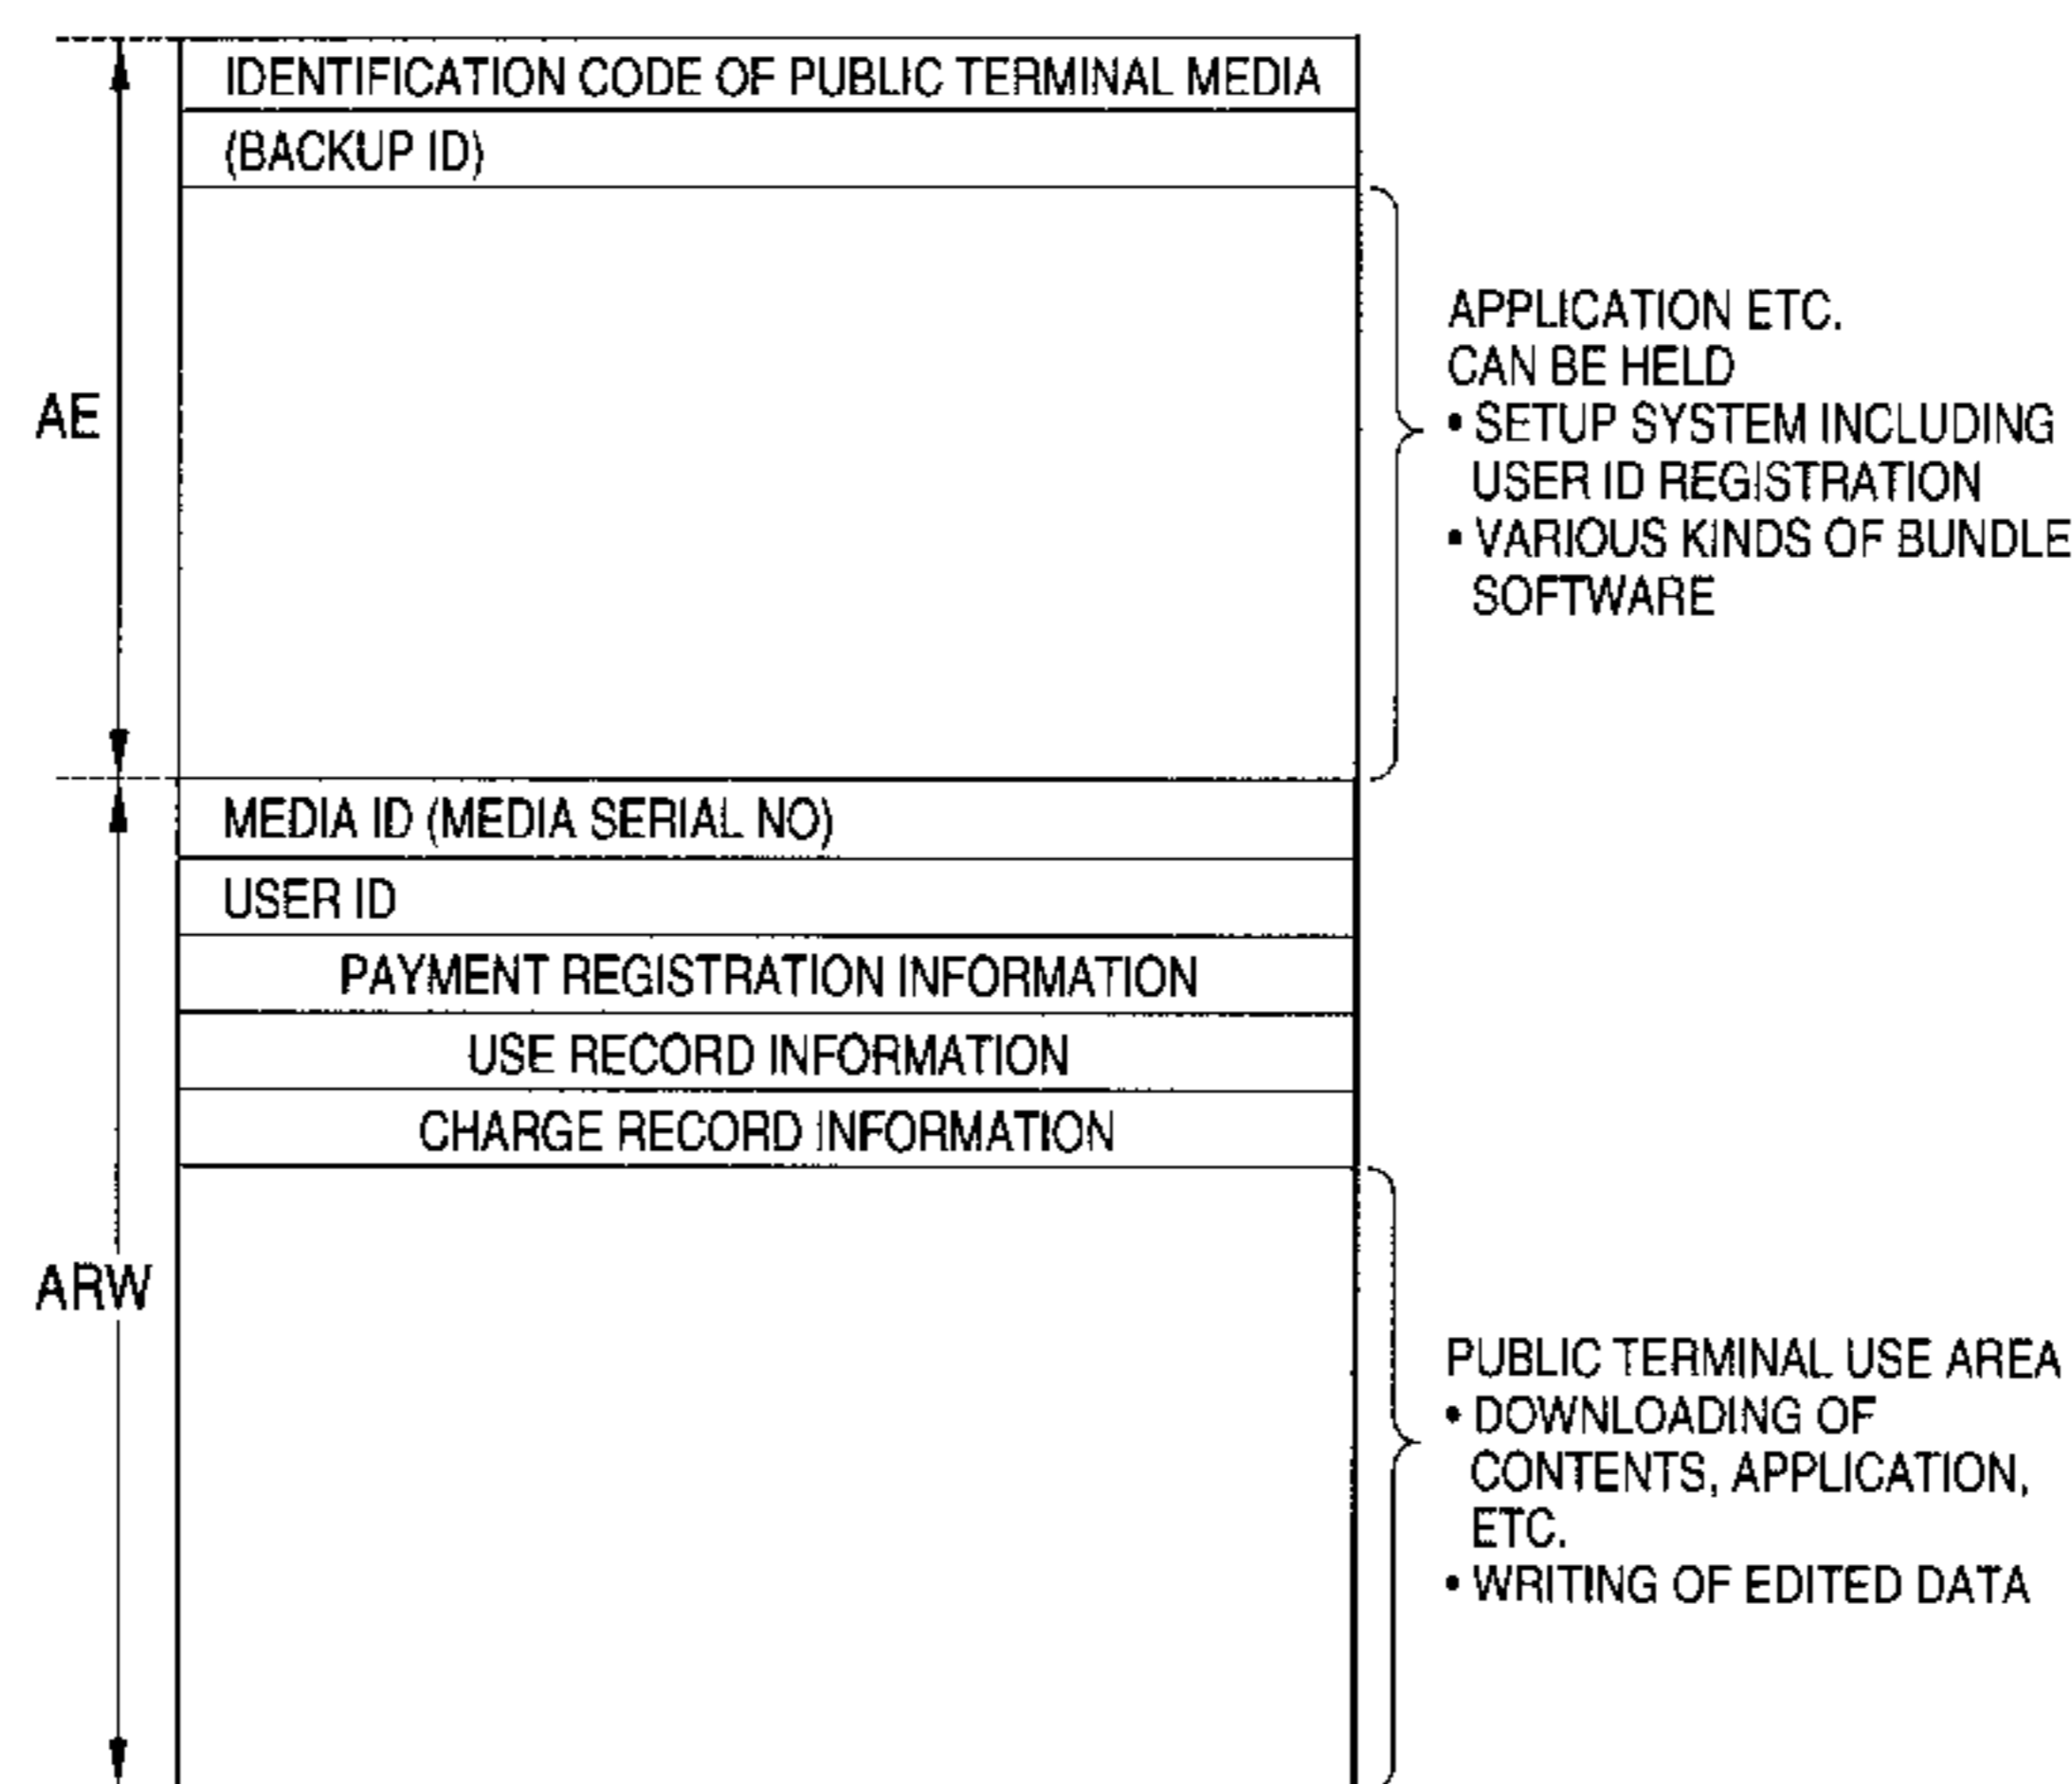 IDENTIFICATION CODE OF PUBLIC TERMINAL MEDIA
(BACKUP ID)
AE
APPLICATION ETC.
CAN BE HELD
• SETUP SYSTEM INCLUDING
USER ID REGISTRATION
• VARIOUS KINDS OF BUNDLE
SOFTWARE
MEDIA ID (MEDIA SERIAL NO)
USER ID
PAYMENT REGISTRATION INFORMATION
USE RECORD INFORMATION
CHARGE RECORD INFORMATION
ARW
PUBLIC TERMINAL USE AREA
• DOWNLOADING OF
CONTENTS, APPLICATION,
ETC.
• WRITING OF EDITED DATA